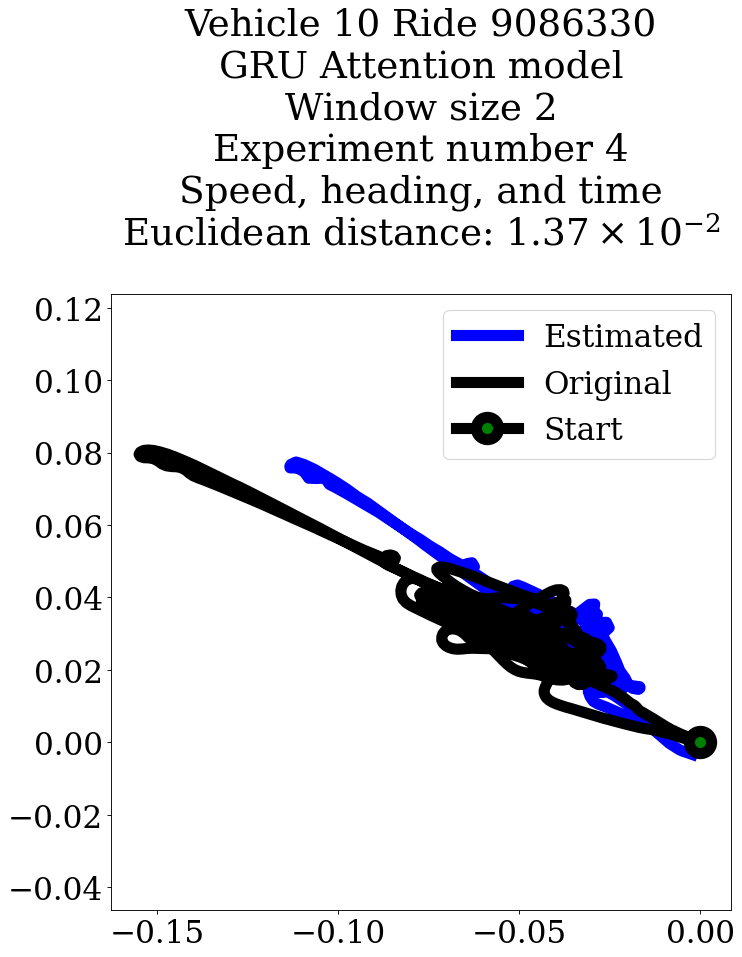 Vehicle 10 Ride 9086330
GRU Attention model
Window size 2
Experiment number 4
Speed, heading, and time
Euclidean distance: 1.37 × 10⁻²
0.12
0.10
0.08
0.06
0.04
0.02
0.00
−0.02
−0.04
Estimated
Original
Start
−0.15
−0.10
−0.05
0.00